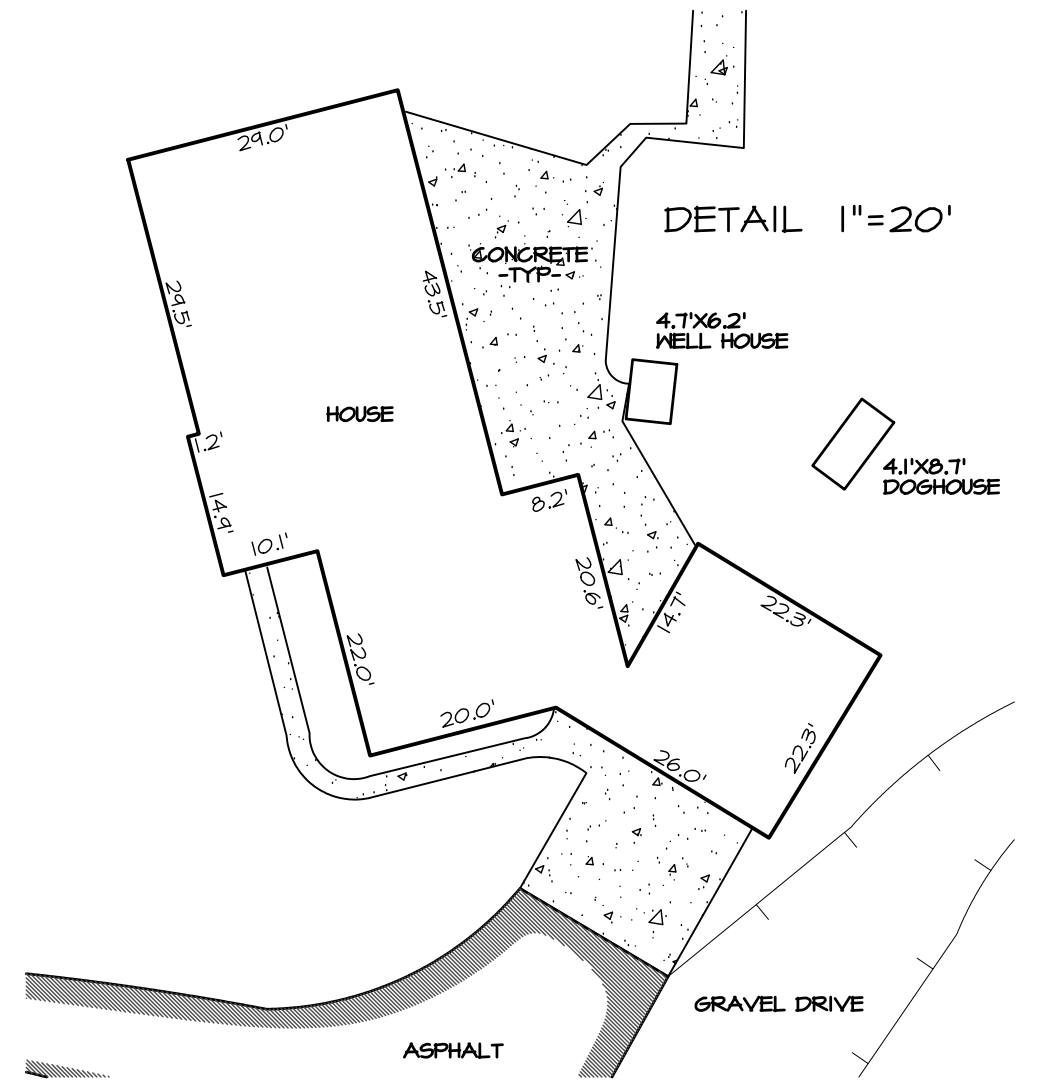 29.0'
DETAIL 1"=20'
CONCRETE
-TYP-
29.5'
43.5'
4.7'X6.2'
WELL HOUSE
HOUSE
1.2'
4.1'X8.7'
DOGHOUSE
8.2'
14.9'
10.1'
20.6'
14.7'
22.3'
22.0'
20.0'
22.3'
26.0'
GRAVEL DRIVE
ASPHALT